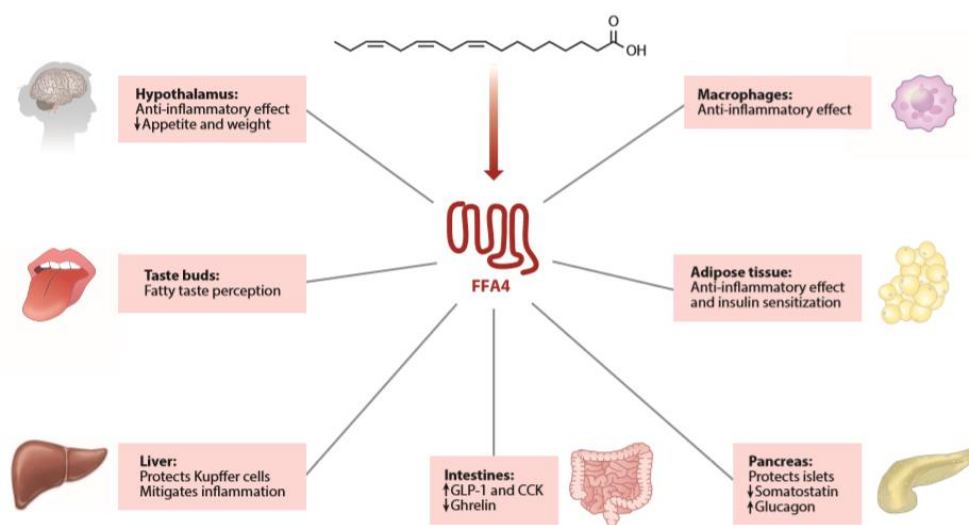 O
OH
Hypothalamus:
Anti-inflammatory effect
↓Appetite and weight
Macrophages:
Anti-inflammatory effect
Taste buds:
Fatty taste perception
FFA4
Adipose tissue:
Anti-inflammatory effect
and insulin sensitization
Liver:
Protects Kupffer cells
Mitigates inflammation
Intestines:
↑GLP-1 and CCK
↓Ghrelin
Pancreas:
Protects islets
↓Somatostatin
↑Glucagon